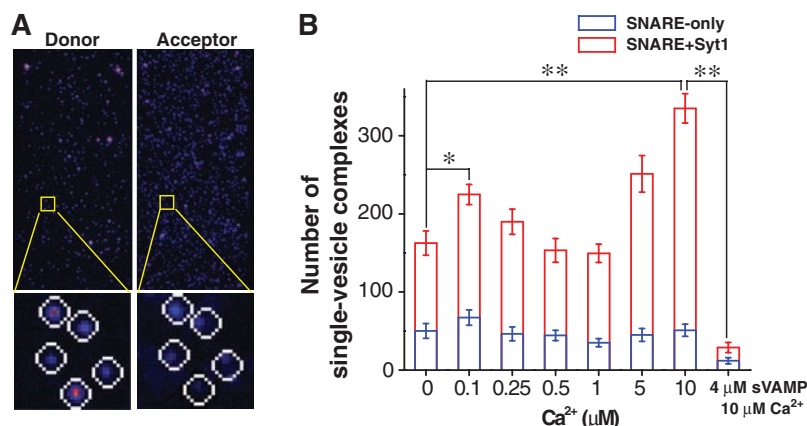 A
Donor
Acceptor
B
SNARE-only
SNARE+Syt1
**
**
*
Number of
single-vesicle complexes
300
200
100
0
0 0.1 0.25 0.5 1 5 10 4 μM sVAMP
10 μM Ca²⁺
Ca²⁺ (μM)